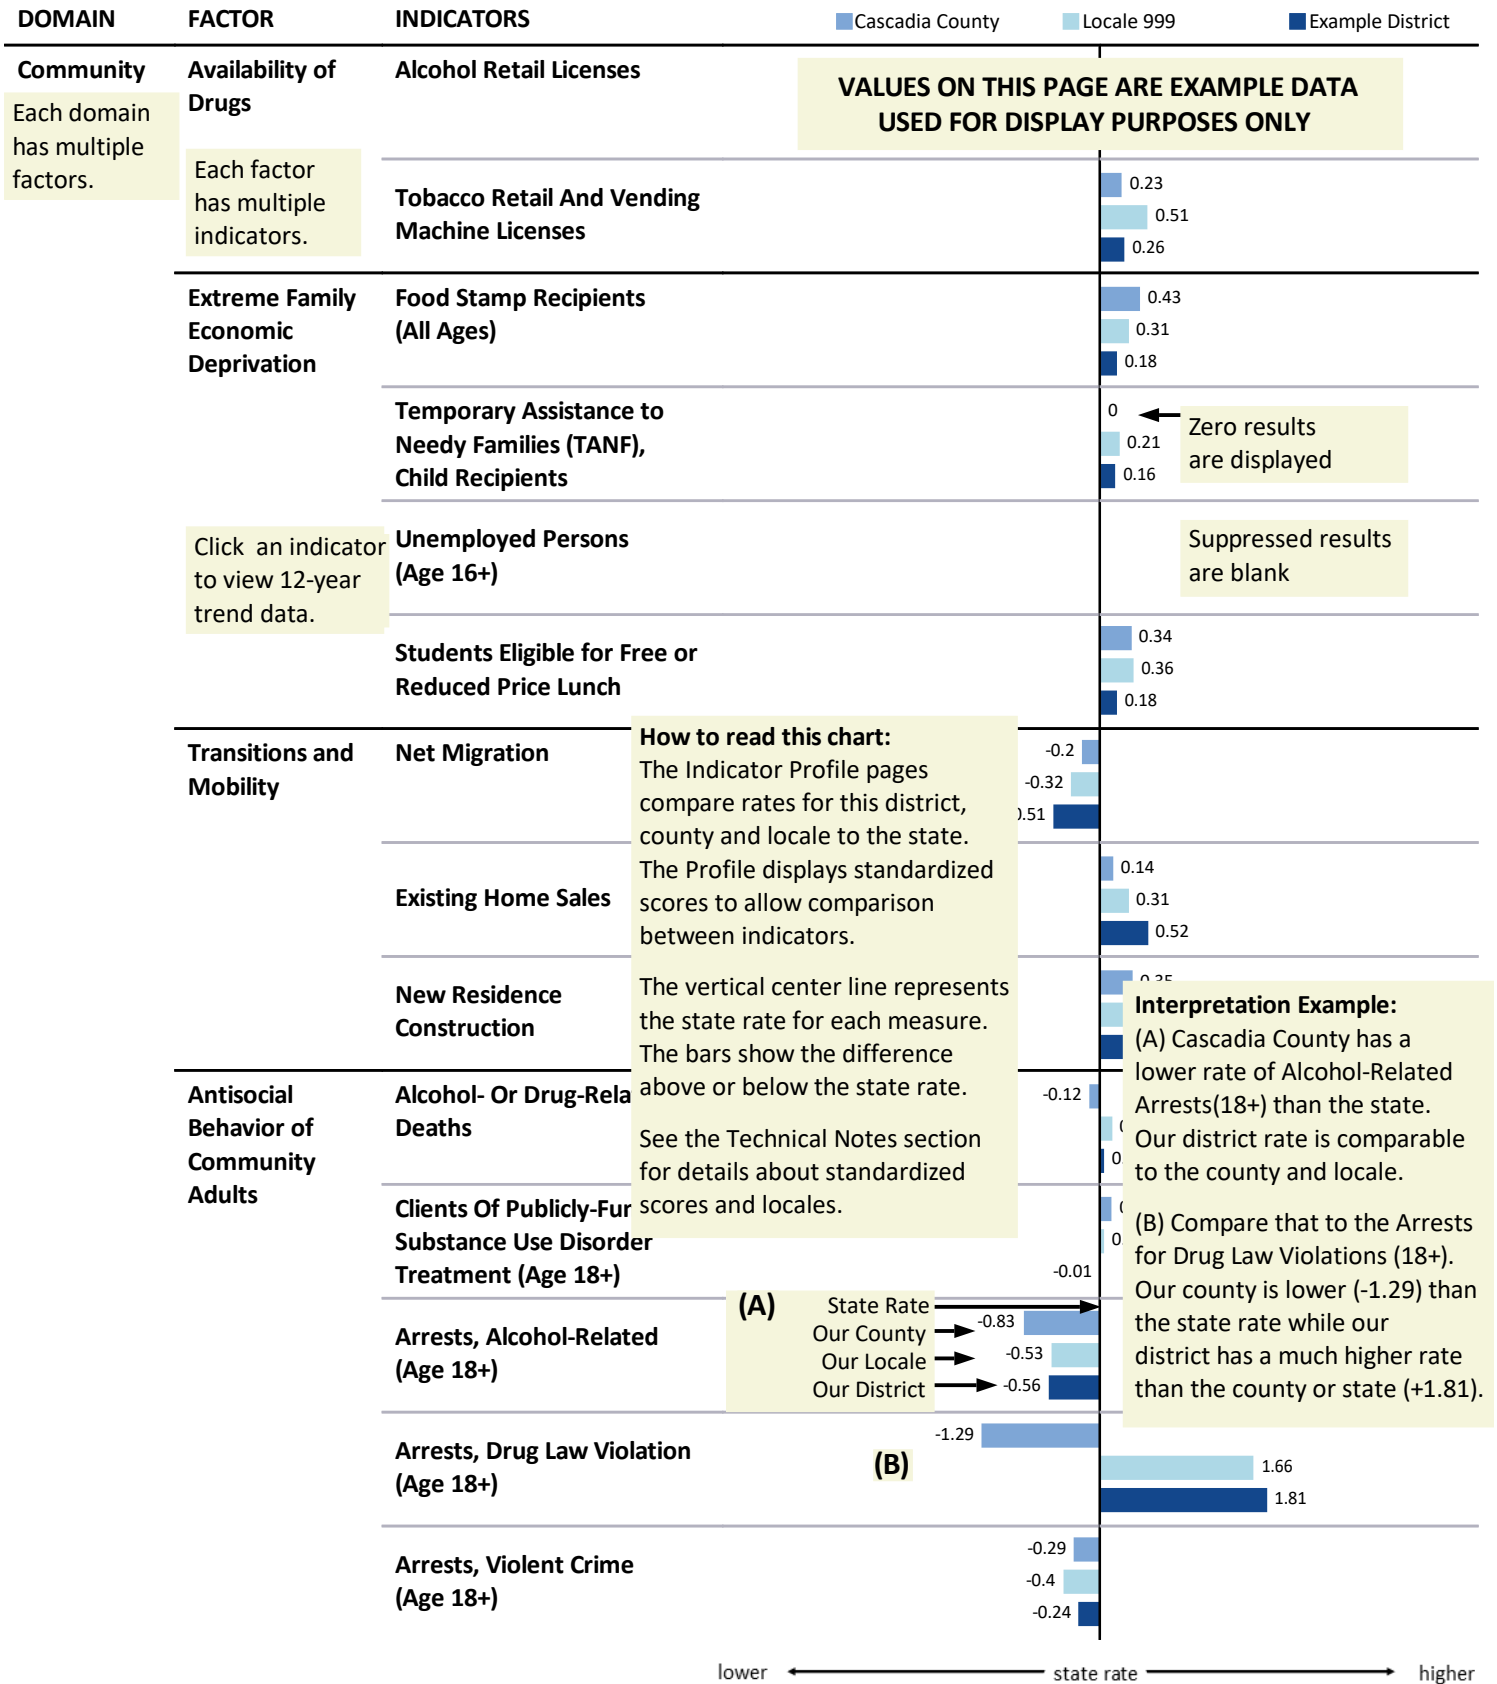 DOMAIN FACTOR INDICATORS Cascadia County Locale 999 Example District
Community
Each domain
has multiple
factors.
Availability of
Drugs
Each factor
has multiple
indicators.
Alcohol Retail Licenses
VALUES ON THIS PAGE ARE EXAMPLE DATA
USED FOR DISPLAY PURPOSES ONLY
Tobacco Retail And Vending
Machine Licenses
0.23
0.51
0.26
Extreme Family
Economic
Deprivation
Food Stamp Recipients
(All Ages)
0.43
0.31
0.18
Temporary Assistance to
Needy Families (TANF),
Child Recipients
0
0.21
0.16
Zero results
are displayed
Click an indicator
to view 12-year
trend data.
Unemployed Persons
(Age 16+)
Suppressed results
are blank
Students Eligible for Free or
Reduced Price Lunch
0.34
0.36
0.18
Transitions and
Mobility
Net Migration
-0.2
-0.32
.51
How to read this chart:
The Indicator Profile pages
compare rates for this district,
county and locale to the state.
The Profile displays standardized
scores to allow comparison
between indicators.
The vertical center line represents
the state rate for each measure.
The bars show the difference
above or below the state rate.
See the Technical Notes section
for details about standardized
scores and locales.
Existing Home Sales
0.14
0.31
0.52
New Residence
Construction
Interpretation Example:
(A) Cascadia County has a
lower rate of Alcohol-Related
Arrests(18+) than the state.
Our district rate is comparable
to the county and locale.
(B) Compare that to the Arrests
for Drug Law Violations (18+).
Our county is lower (-1.29) than
the state rate while our
district has a much higher rate
than the county or state (+1.81).
Antisocial
Behavior of
Community
Adults
Alcohol- Or Drug-Rela
Deaths
-0.12
Clients Of Publicly-Fun
Substance Use Disorder
Treatment (Age 18+)
-0.01
Arrests, Alcohol-Related
(Age 18+)
(A) State Rate
Our County -0.83
Our Locale -0.53
Our District -0.56
Arrests, Drug Law Violation
(Age 18+)
(B)
-1.29
1.66
1.81
Arrests, Violent Crime
(Age 18+)
-0.29
-0.4
-0.24
lower state rate higher